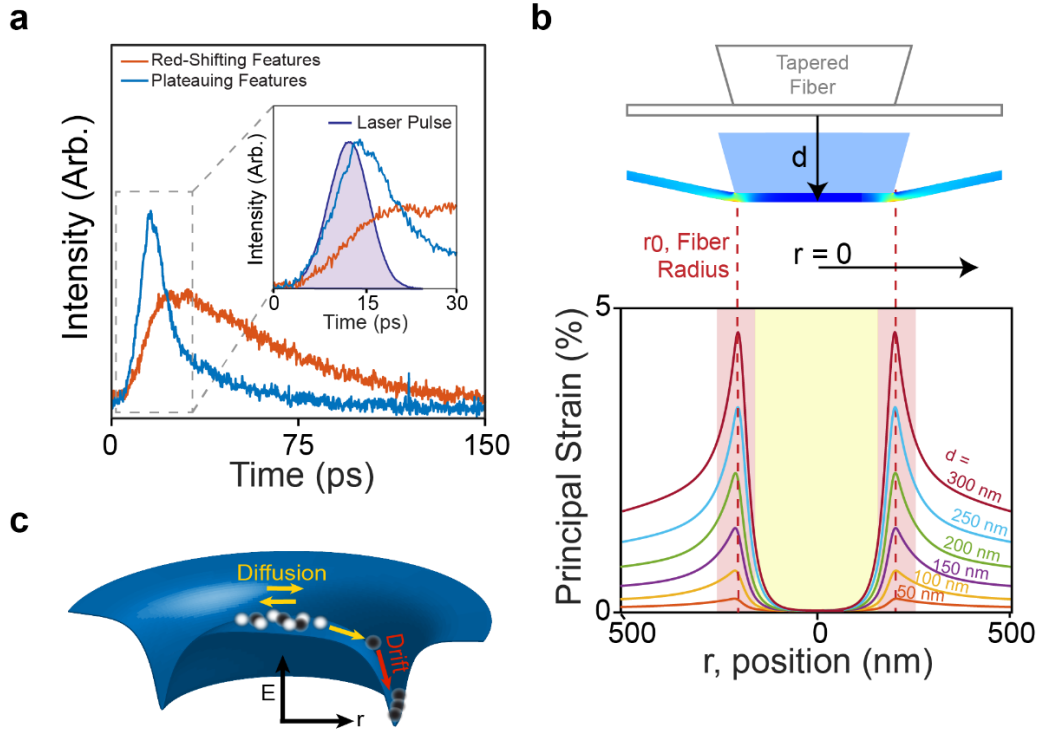 a
Red-Shifting Features
Plateauing Features
Laser Pulse
Intensity (Arb.)
0
15
30
Time (ps)
Intensity (Arb.)
0
75
150
Time (ps)
b
Tapered
Fiber
d
r0, Fiber
Radius
r = 0
5
Principal Strain (%)
d =
300 nm
250 nm
200 nm
150 nm
100 nm
50 nm
0
500
0
500
r, position (nm)
c
Diffusion
Drift
E
r